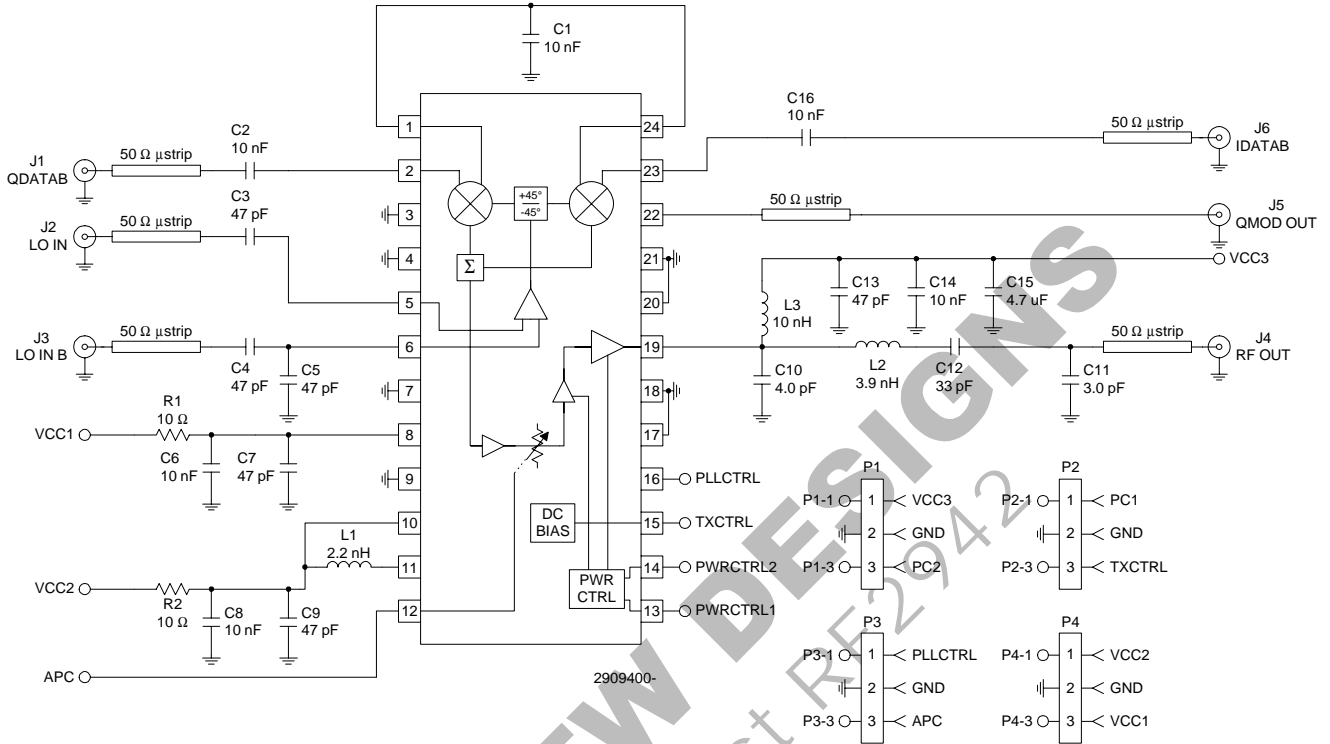 C1
10 nF
1
24
C16
10 nF
J6
IDATAB
50 Ω µstrip
C2
10 nF
J1
QDATAB
50 Ω µstrip
2
23
+45°
-45°
C3
47 pF
J2
LO IN
50 Ω µstrip
3
22
50 Ω µstrip
J5
QMOD OUT
4
Σ
21
VCC3
5
20
L3
10 nH
C13
47 pF
C14
10 nF
C15
4.7 uF
J3
LO IN B
50 Ω µstrip
C4
47 pF
C5
47 pF
6
19
C10
4.0 pF
L2
3.9 nH
C12
33 pF
C11
3.0 pF
50 Ω µstrip
J4
RF OUT
7
18
VCC1
R1
10 Ω
C6
10 nF
C7
47 pF
8
17
9
16
PLLCTRL
10
DC
BIAS
15
TXCTRL
L1
2.2 nH
11
PWR
CTRL
14
PWRCTRL2
VCC2
R2
10 Ω
C8
10 nF
C9
47 pF
12
13
PWRCTRL1
APC
2909400-
P1
P1-1
1
VCC3
2
GND
P1-3
3
PC2
P2
P2-1
1
PC1
2
GND
P2-3
3
TXCTRL
P3
P3-1
1
PLLCTRL
2
GND
P3-3
3
APC
P4
P4-1
1
VCC2
2
GND
P4-3
3
VCC1
EW DESIGNS
ct RF2942